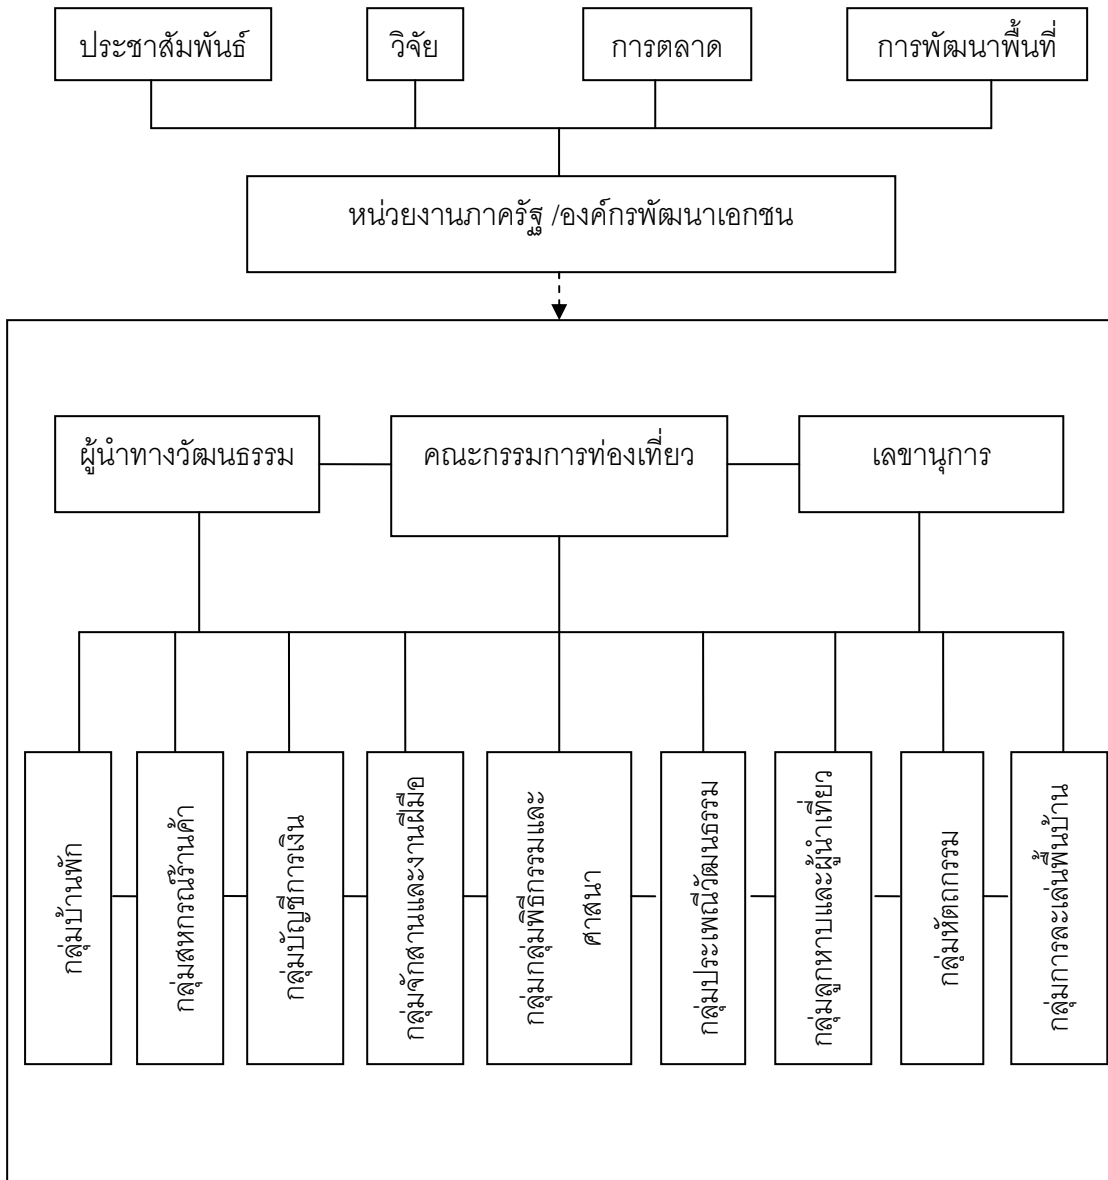 ประชาสัมพันธ์
วิจัย
การตลาด
การพัฒนาพื้นที่
หน่วยงานภาครัฐ /องค์กรพัฒนาเอกชน
ผู้นำทางวัฒนธรรม
คณะกรรมการท่องเที่ยว
เลขานุการ
กลุ่มบ้านพัก
กลุ่มสหกรณ์ร้านค้า
กลุ่มบัญชีการเงิน
กลุ่มจักสานและงานฝีมือ
กลุ่มกลุ่มพิธีกรรมและ
ศาสนา
กลุ่มประเพณีวัฒนธรรม
กลุ่มลูกหาบและผู้นำเที่ยว
กลุ่มหัตถกรรม
กลุ่มการละเล่นพื้นบ้าน